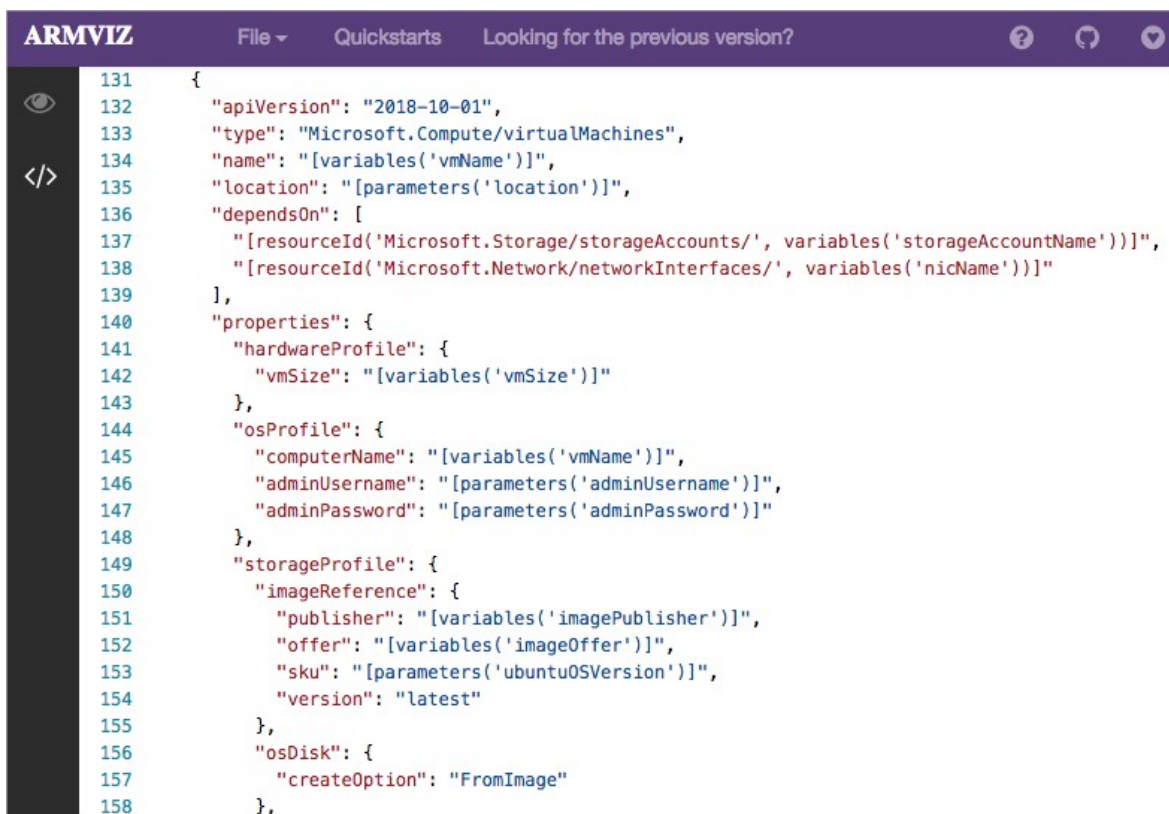 ARMVIZ File Quickstarts Looking for the previous version?
131 {
132 "apiVersion": "2018-10-01",
133 "type": "Microsoft.Compute/virtualMachines",
134 "name": "[variables('vmName')]",
135 "location": "[parameters('location')]",
136 "dependsOn": [
137 "[resourceId('Microsoft.Storage/storageAccounts/', variables('storageAccountName'))]",
138 "[resourceId('Microsoft.Network/networkInterfaces/', variables('nicName'))]"
139 ],
140 "properties": {
141 "hardwareProfile": {
142 "vmSize": "[variables('vmSize')]"
143 },
144 "osProfile": {
145 "computerName": "[variables('vmName')]",
146 "adminUsername": "[parameters('adminUsername')]",
147 "adminPassword": "[parameters('adminPassword')]"
148 },
149 "storageProfile": {
150 "imageReference": {
151 "publisher": "[variables('imagePublisher')]",
152 "offer": "[variables('imageOffer')]",
153 "sku": "[parameters('ubuntuOSVersion')]",
154 "version": "latest"
155 },
156 "osDisk": {
157 "createOption": "FromImage"
158 },